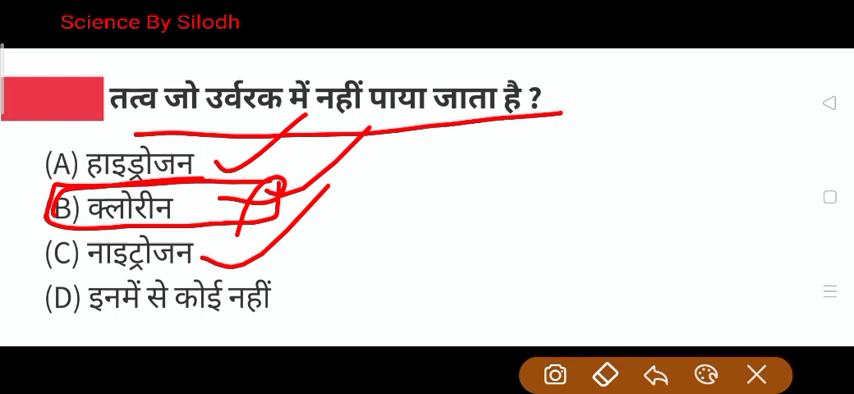 Science By Silodh
तत्व जो उर्वरक में नहीं पाया जाता है ?
(A) हाइड्रोजन
B) क्लोरीन
(C) नाइट्रोजन
(D) इनमें से कोई नहीं